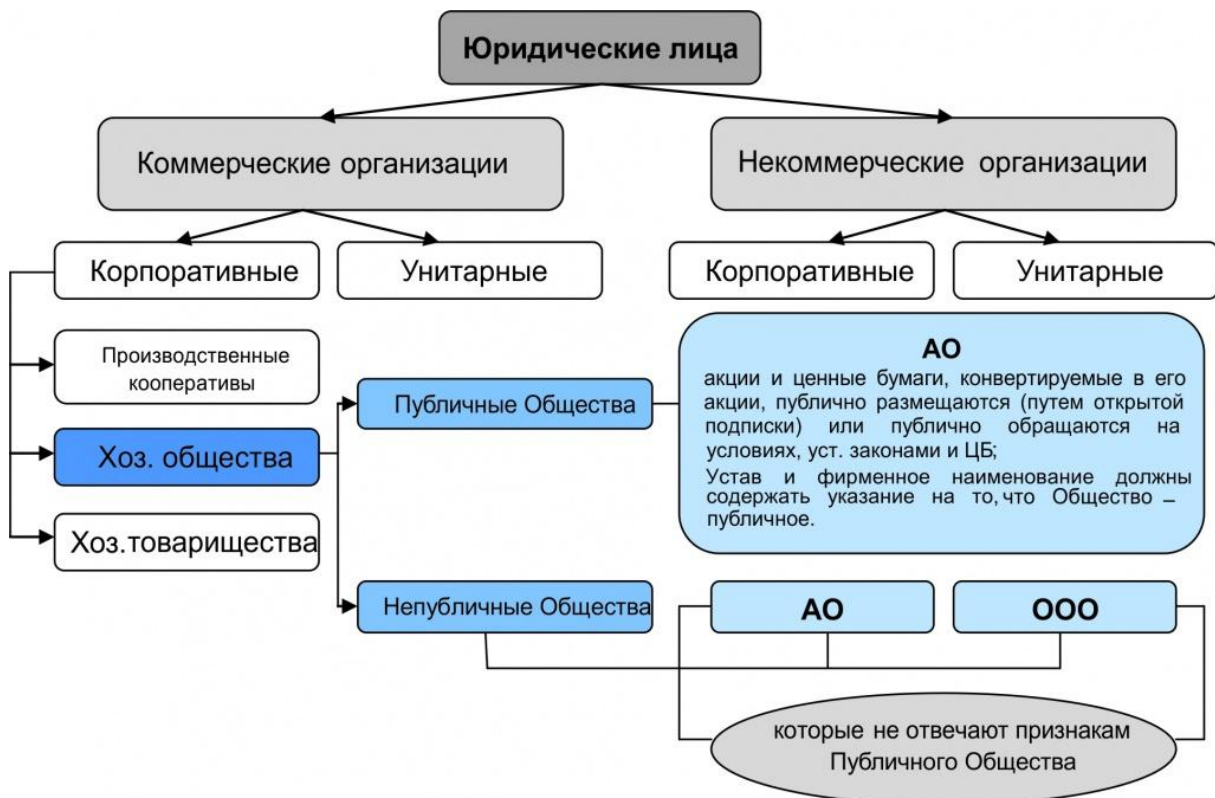 Юридические лица
Коммерческие организации
Некоммерческие организации
Корпоративные
Унитарные
Корпоративные
Унитарные
Производственные
кооперативы
Хоз. общества
Хоз.товарищества
Публичные Общества
АО
акции и ценные бумаги, конвертируемые в его
акции, публично размещаются (путем открытой
подписки) или публично обращаются на
условиях, уст. законами и ЦБ;
Устав и фирменное наименование должны
содержать указание на то, что Общество –
публичное.
Непубличные Общества
АО
ООО
которые не отвечают признакам
Публичного Общества